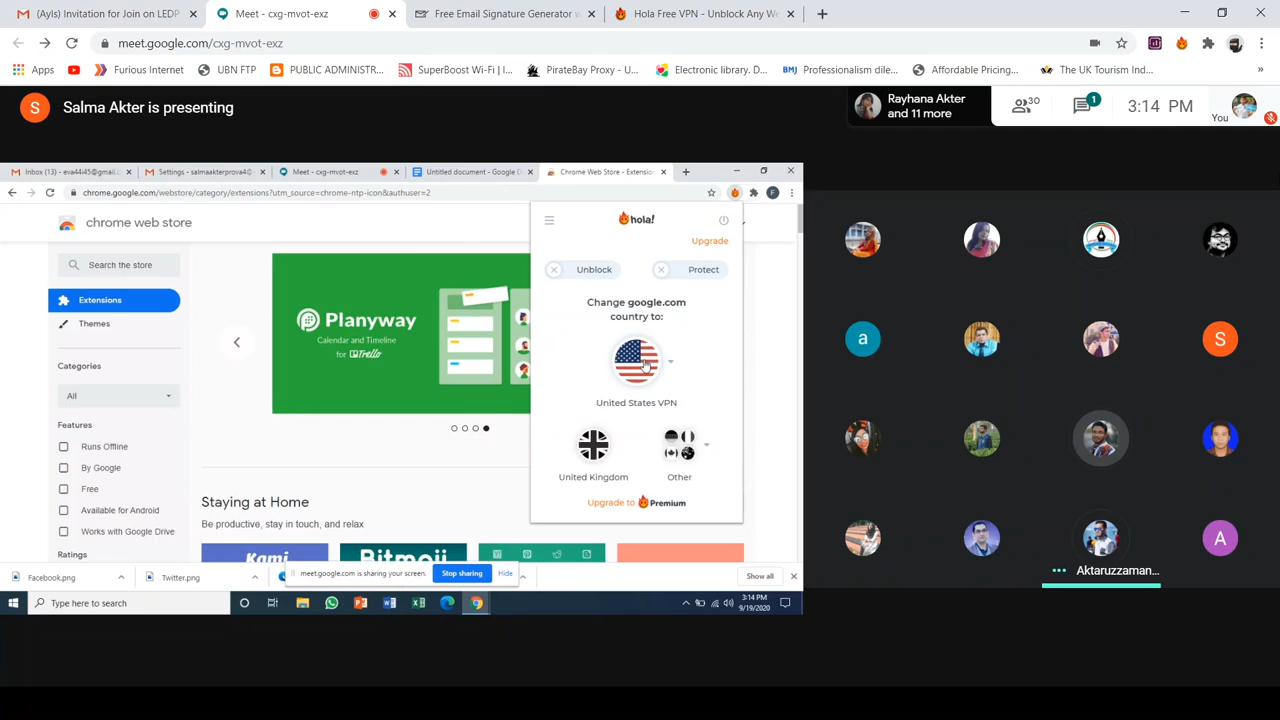 (Ayls) Invitation for Join on LEDP
Meet - cxg-mvot-exz
Free Email Signature Generator w
Hola Free VPN - Unblock Any We
meet.google.com/cxg-mvot-exz
Apps
Furious Internet
UBN FTP
PUBLIC ADMINISTR...
SuperBoost Wi-Fi | I...
PirateBay Proxy - U...
Electronic library. D...
BMJ Professionalism dile...
Affordable Pricing...
The UK Tourism Ind...
S
Salma Akter is presenting
Rayhana Akter
and 11 more
30
1
3:14 PM
You
Inbox (13) - eva44i45@gmail.c
Settings - salmaakterprova4
Meet - cxg-mvot-exz
Untitled document - Google D
Chrome Web Store - Extension
chrome.google.com/webstore/category/extensions?utm_source=chrome-ntp-icon&authuser=2
F
chrome web store
Search the store
Extensions
Themes
Categories
All
Features
Runs Offline
By Google
Free
Available for Android
Works with Google Drive
Ratings
Planyway
Calendar and Timeline
for Trello
Staying at Home
Be productive, stay in touch, and relax
Kami
Bitmoji
hola!
Upgrade
Unblock
Protect
Change google.com
country to:
United States VPN
United Kingdom
Other
Upgrade to Premium
a
S
A
Aktaruzzaman...
Facebook.png
Twitter.png
meet.google.com is sharing your screen.
Stop sharing
Hide
Show all
Type here to search
3:14 PM
9/19/2020